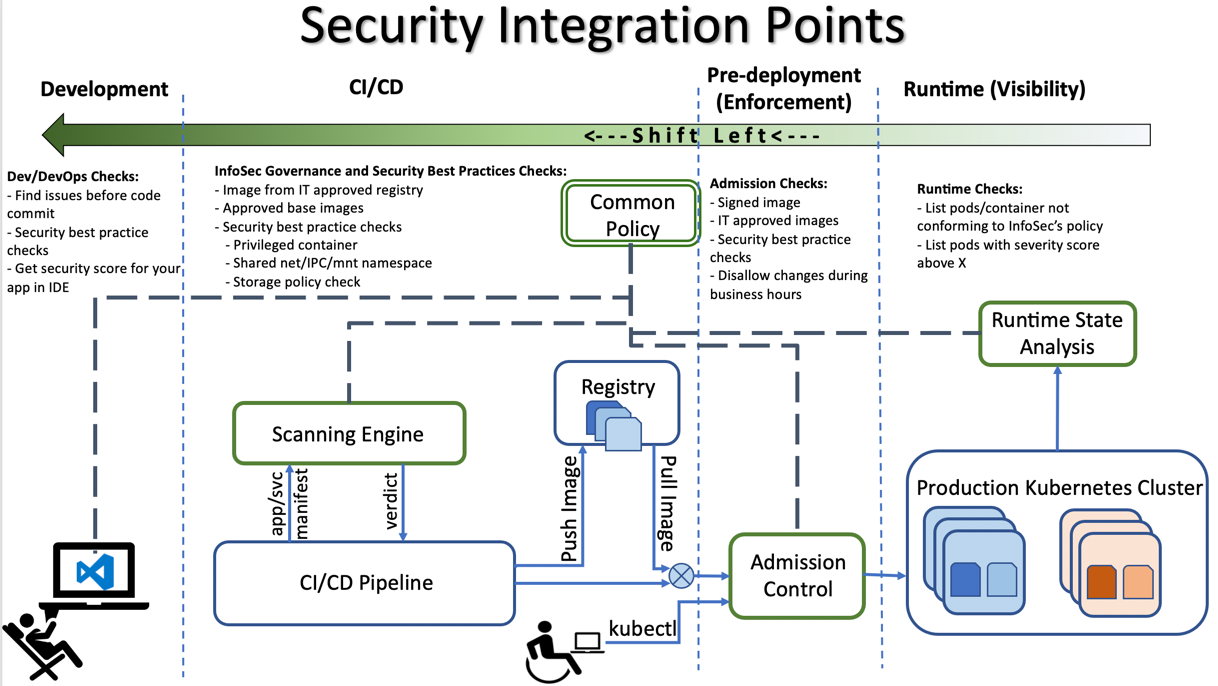 Security Integration Points
Development
CI/CD
Pre-deployment
(Enforcement)
Runtime (Visibility)
<---Shift Left<---
Dev/DevOps Checks:
- Find issues before code
commit
- Security best practice
checks
- Get security score for your
app in IDE
InfoSec Governance and Security Best Practices Checks:
- Image from IT approved registry
- Approved base images
- Security best practice checks
- Privileged container
- Shared net/IPC/mnt namespace
- Storage policy check
Common
Policy
Admission Checks:
- Signed image
- IT approved images
- Security best practice
checks
- Disallow changes during
business hours
Runtime Checks:
- List pods/container not
conforming to InfoSec's policy
- List pods with severity score
above X
Runtime State
Analysis
Registry
Scanning Engine
app/svc
manifest
verdict
Push Image
Pull Image
Production Kubernetes Cluster
CI/CD Pipeline
Admission
Control
kubectl